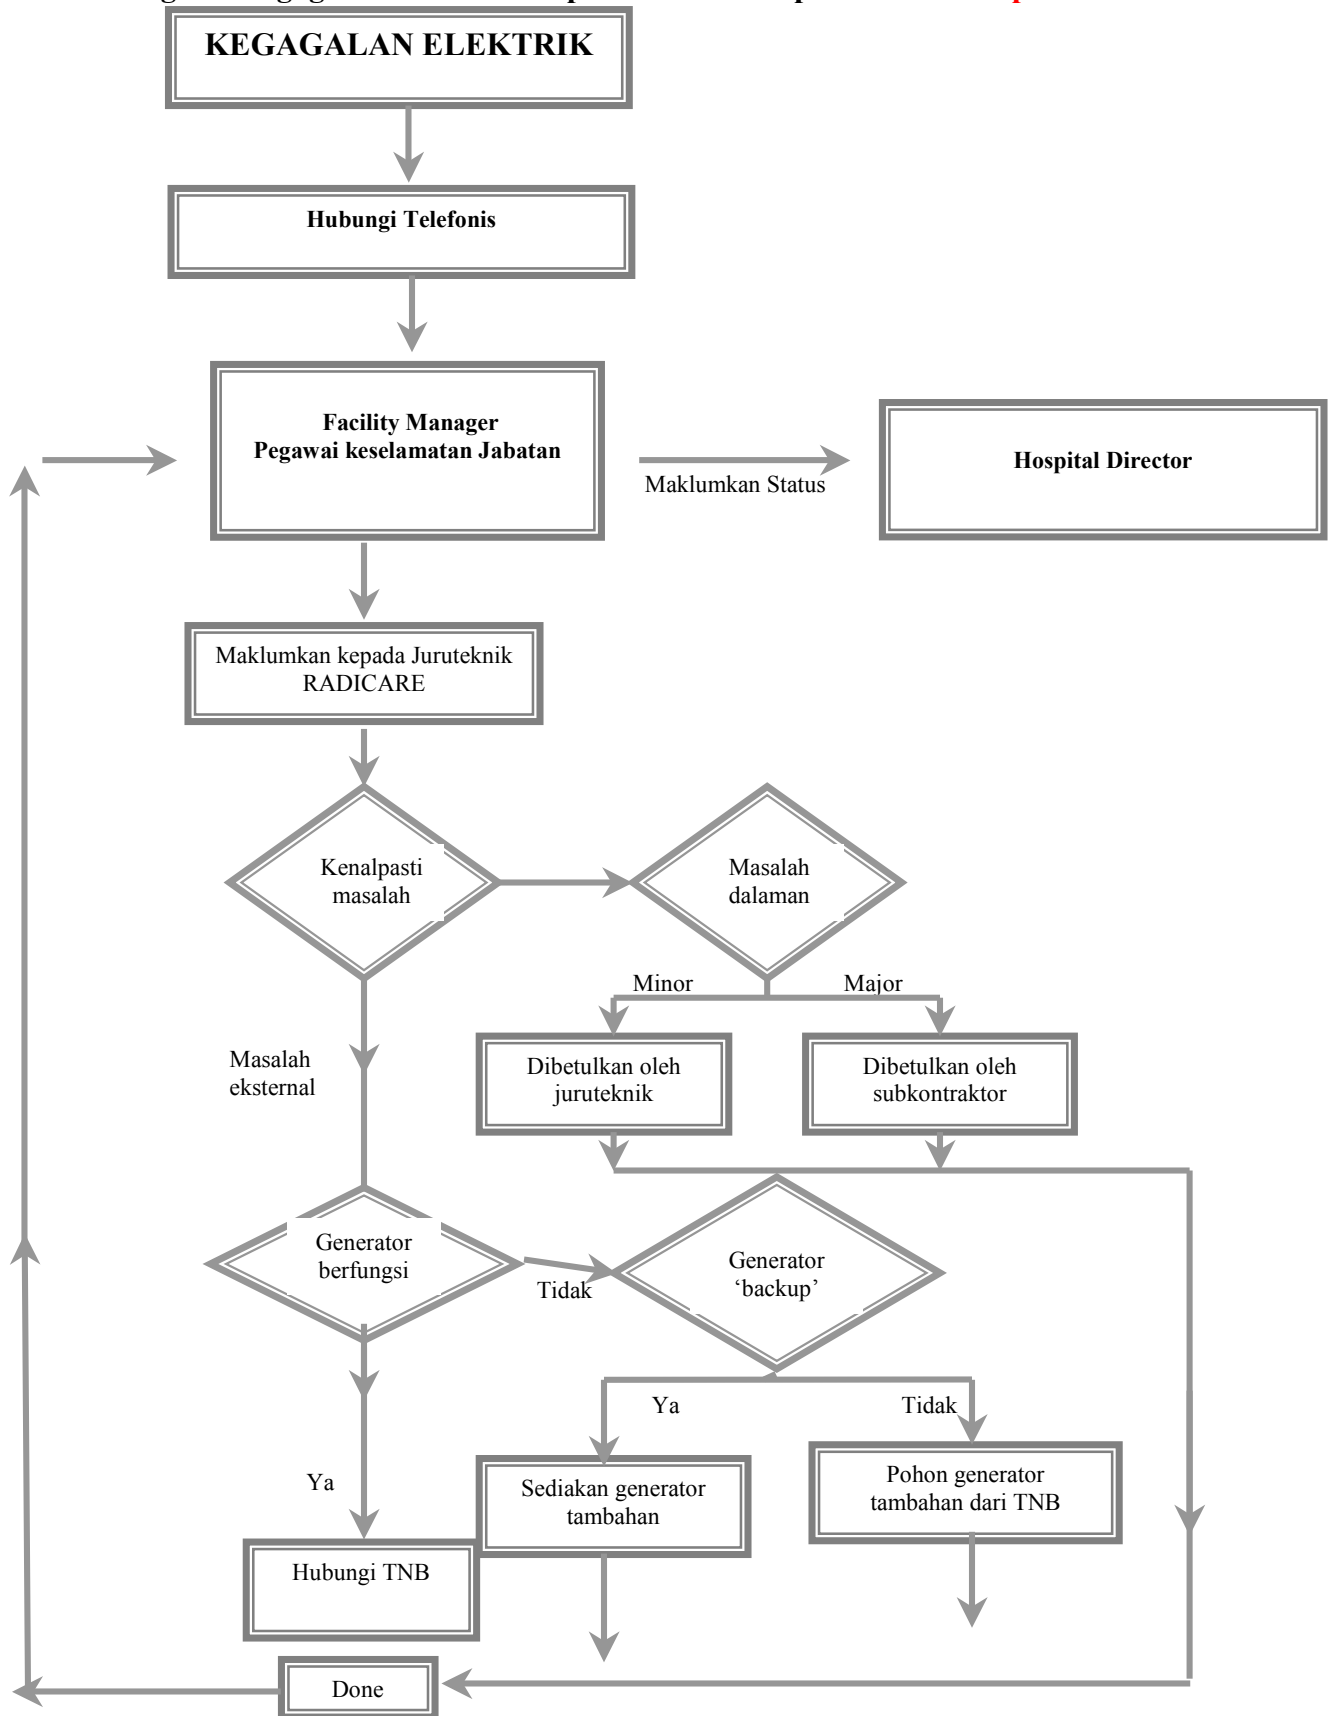 KEGAGALAN ELEKTRIK
Hubungi Telefonis
Facility Manager
Pegawai keselamatan Jabatan
Maklumkan Status
Hospital Director
Maklumkan kepada Juruteknik
RADICARE
Kenalpasti
masalah
Masalah
dalaman
Minor
Major
Masalah
eksternal
Dibetulkan oleh
juruteknik
Dibetulkan oleh
subkontraktor
Generator
berfungsi
Tidak
Generator
‘backup’
Ya
Tidak
Ya
Sediakan generator
tambahan
Pohon generator
tambahan dari TNB
Hubungi TNB
Done